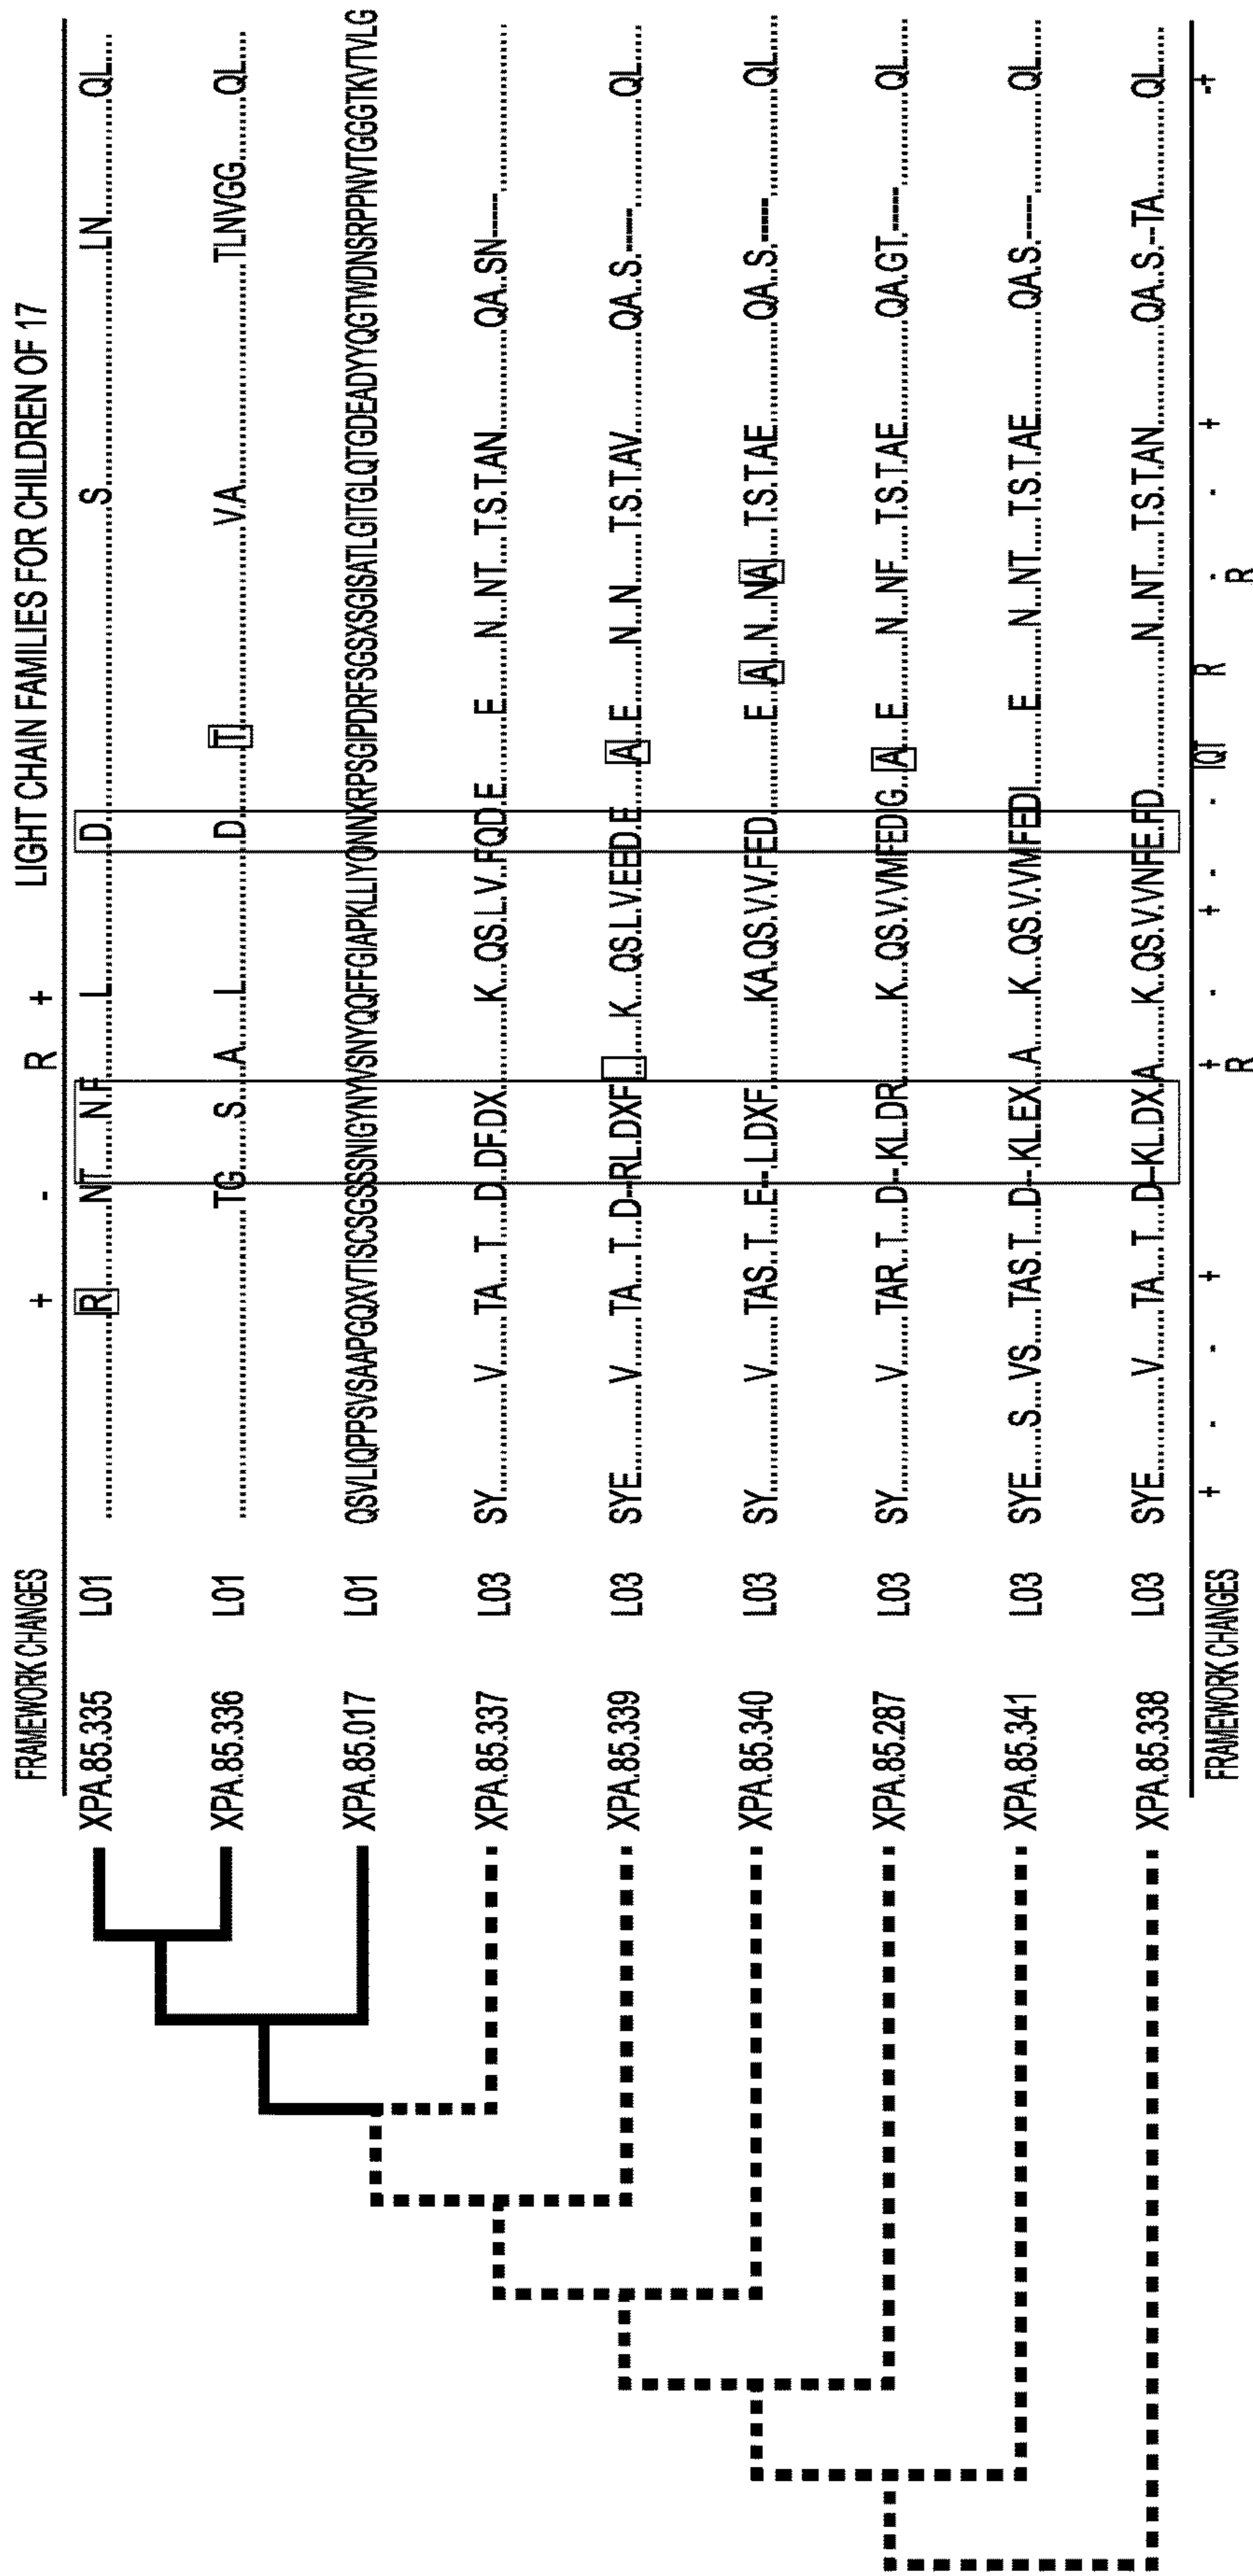 LIGHT CHAIN FAMILIES FOR CHILDREN OF 17
FRAMEWORK CHANGES + - R +
XPA.85.335 L01 R NT N.F L D S LN QL
XPA.85.336 L01 TG S A L D T V.A TLNVGG QL
XPA.85.017 L01 QSVLIQPPSVSAAPGQXVTISCSGSSSNIGYNYVSNYQQFFGIAPKLLIYQNNKRPSGIPDRFSGSXSGISATLGITGLQTGDEADYYQGTWDNSRPPNVTGGGTKVTVLG
XPA.85.337 L03 SY V TA T D.DF.DX K QS.L.V.FQD.E E N NT T.S.T.AN QA.SN-----
XPA.85.339 L03 SYE V TA T.D--RL.DXF K QS.L.V.EED.E A E N N T.S.T.AV QA.S.----- QL
XPA.85.340 L03 SY V TAS.T.E--.L.DXF KA.QS.V.V.FED E A N NA T.S.T.AE QA.S.----- QL
XPA.85.287 L03 SY V TAR.T.D--.KL.DR K QS.V.VMFEDIG A E N NF T.S.T.AE QA.GT.----- QL
XPA.85.341 L03 SYE S VS TAS.T D--.KL.EX A K QS.V.VMFEDI E N NT T.S.T.AE QA.S.----- QL
XPA.85.338 L03 SYE V TA T D--KL.DX.A K QS.V.VNFE.FD N NT T.S.T.AN QA.S.--TA QL
FRAMEWORK CHANGES + - - + + - + - - QT R - - + -+
R R